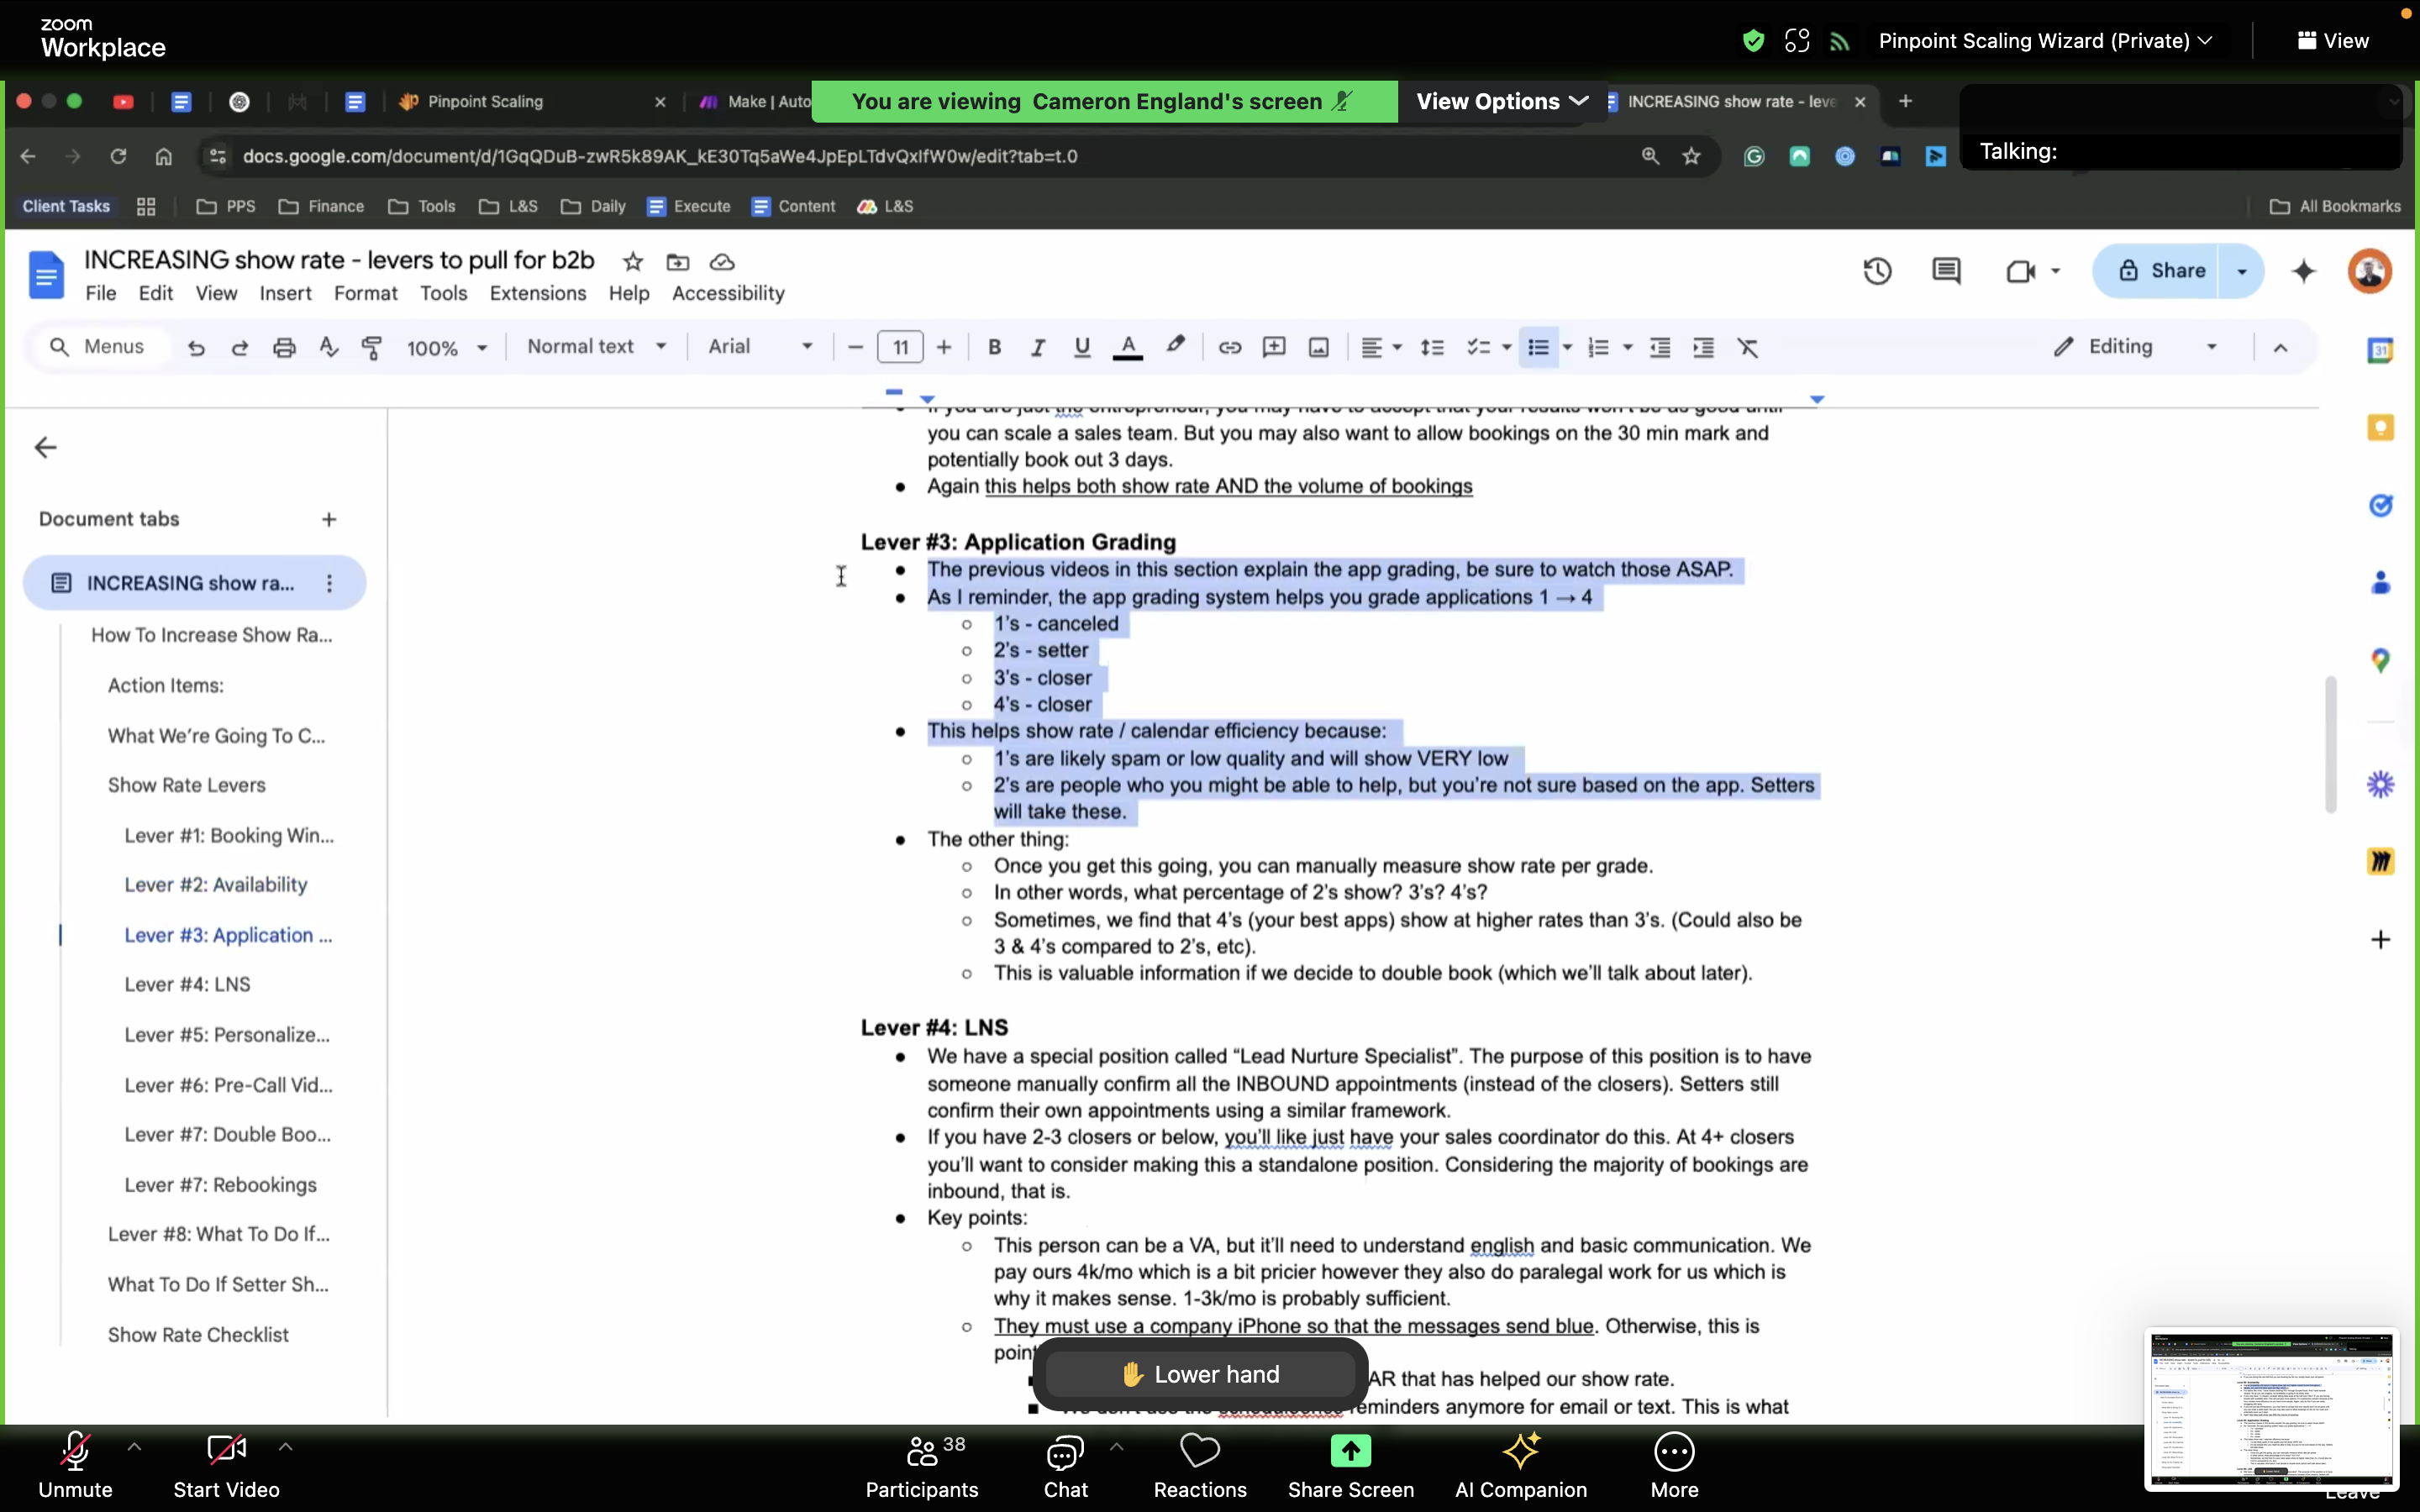 zoom
Workplace
Pinpoint Scaling Wizard (Private)
View
Pinpoint Scaling
Make | Auto
You are viewing Cameron England's screen
View Options
INCREASING show rate - leve
Talking:
docs.google.com/document/d/1GqQDuB-zwR5k89AK_kE30Tq5aWe4JpEpLTdvQxIfW0w/edit?tab=t.0
Client Tasks
PPS
Finance
Tools
L&S
Daily
Execute
Content
L&S
All Bookmarks
INCREASING show rate - levers to pull for b2b
File Edit View Insert Format Tools Extensions Help Accessibility
Share
Menus
100%
Normal text
Arial
11
Editing
31
Document tabs
INCREASING show ra...
How To Increase Show Ra...
Action Items:
What We're Going To C...
Show Rate Levers
Lever #1: Booking Win...
Lever #2: Availability
Lever #3: Application ...
Lever #4: LNS
Lever #5: Personalize...
Lever #6: Pre-Call Vid...
Lever #7: Double Boo...
Lever #7: Rebookings
Lever #8: What To Do If...
What To Do If Setter Sh...
Show Rate Checklist
If you are just the entrepreneur, you may have to accept that your results won't be as good until
you can scale a sales team. But you may also want to allow bookings on the 30 min mark and
potentially book out 3 days.
● Again this helps both show rate AND the volume of bookings
Lever #3: Application Grading
● The previous videos in this section explain the app grading, be sure to watch those ASAP.
● As I reminder, the app grading system helps you grade applications 1 → 4
○ 1's - canceled
○ 2's - setter
○ 3's - closer
○ 4's - closer
● This helps show rate / calendar efficiency because:
○ 1's are likely spam or low quality and will show VERY low
○ 2's are people who you might be able to help, but you're not sure based on the app. Setters
will take these.
● The other thing:
○ Once you get this going, you can manually measure show rate per grade.
○ In other words, what percentage of 2's show? 3's? 4's?
○ Sometimes, we find that 4's (your best apps) show at higher rates than 3's. (Could also be
3 & 4's compared to 2's, etc).
○ This is valuable information if we decide to double book (which we'll talk about later).
Lever #4: LNS
● We have a special position called “Lead Nurture Specialist”. The purpose of this position is to have
someone manually confirm all the INBOUND appointments (instead of the closers). Setters still
confirm their own appointments using a similar framework.
● If you have 2-3 closers or below, you'll like just have your sales coordinator do this. At 4+ closers
you'll want to consider making this a standalone position. Considering the majority of bookings are
inbound, that is.
● Key points:
○ This person can be a VA, but it'll need to understand english and basic communication. We
pay ours 4k/mo which is a bit pricier however they also do paralegal work for us which is
why it makes sense. 1-3k/mo is probably sufficient.
○ They must use a company iPhone so that the messages send blue. Otherwise, this is
AR that has helped our show rate.
reminders anymore for email or text. This is what
Lower hand
Unmute
Start Video
38
Participants
Chat
Reactions
Share Screen
AI Companion
More
Leave